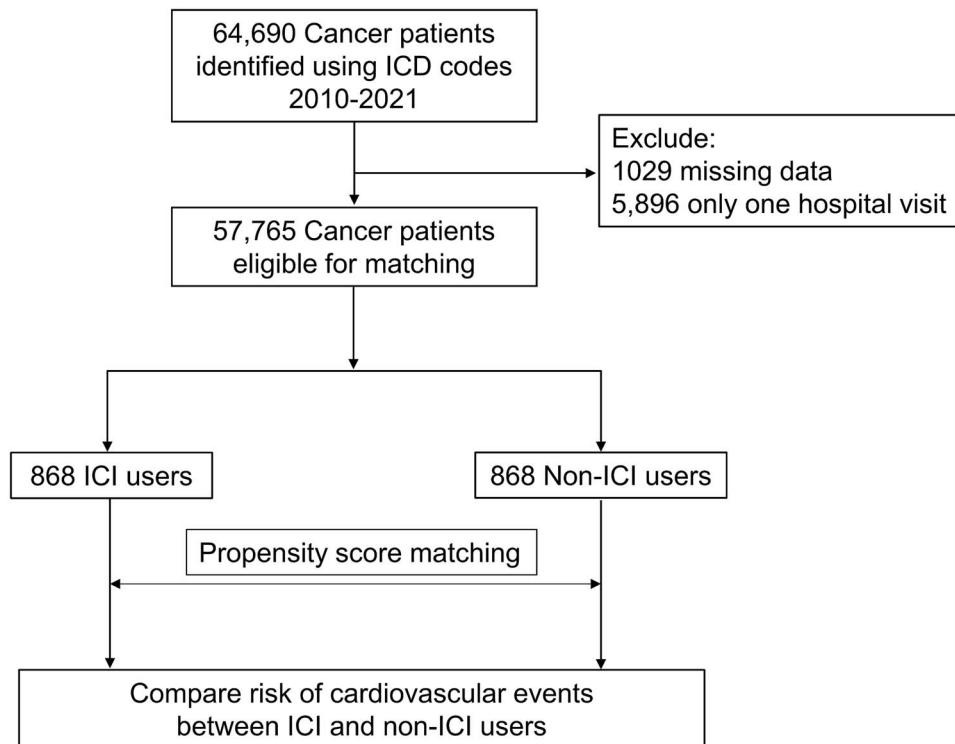 64,690 Cancer patients
identified using ICD codes
2010-2021
Exclude:
1029 missing data
5,896 only one hospital visit
57,765 Cancer patients
eligible for matching
868 ICI users
868 Non-ICI users
Propensity score matching
Compare risk of cardiovascular events
between ICI and non-ICI users